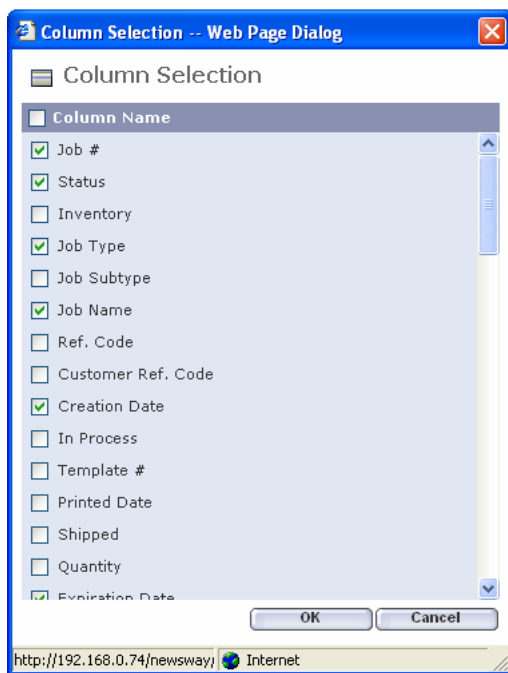 Column Selection -- Web Page Dialog
Column Selection
Column Name
Job #
Status
Inventory
Job Type
Job Subtype
Job Name
Ref. Code
Customer Ref. Code
Creation Date
In Process
Template #
Printed Date
Shipped
Quantity
Expiration Date
OK Cancel
http://192.168.0.74/newsway/ Internet